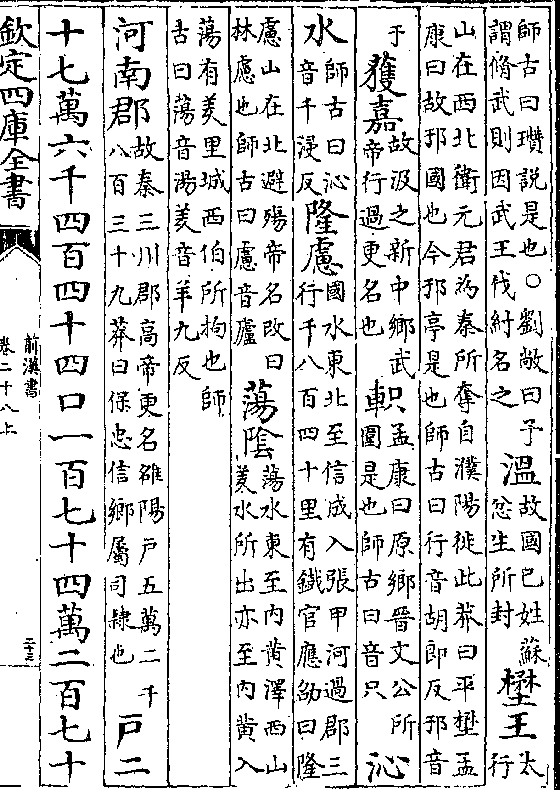 師古曰瓚説是也○劉敞曰予
謂脩武則因武王伐紂名之
溫
故國巳姓蘇
忿生所封
壄王
太
行
山在西北衛元君為秦所奪自濮陽徙此莽曰平壄孟
康曰故邘國也今邘亭是也師古曰行音胡郎反邘音
于
獲嘉
故汲之新中鄉武
帝行過更名也
軹
孟康曰原鄉晉文公所
圍是也師古曰音只
沁
水
師古曰沁
音千浸反
隆慮
國水東北至信成入張甲河過郡三
行千八百四十里有鐵官應劭曰隆
慮山在北避殤帝名改曰
林慮也師古曰慮音廬
蕩陰
蕩水東至内黃澤西山
羑水所出亦至内黃入
蕩有羑里城西伯所拘也師
古曰蕩音湯羑音羊九反
河南郡
故秦三川郡高帝更名雒陽戶五萬二千
八百三十九莽曰保忠信鄉屬司隸也
戶二
十七萬六千四百四十四口一百七十四萬二百七十
欽定四庫全書
前漢書
卷二十八上
二十三